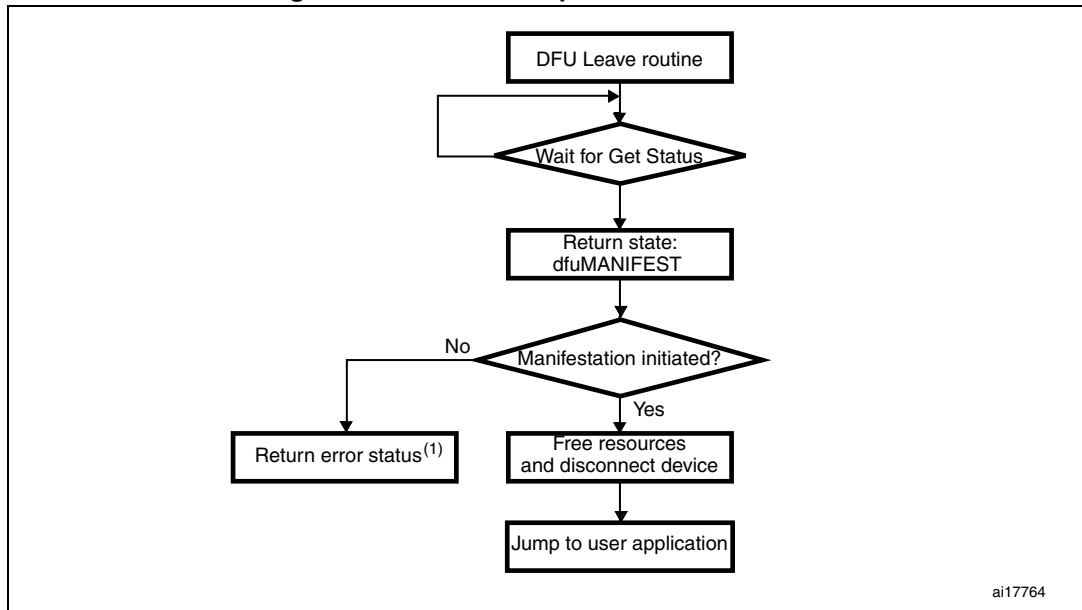 DFU Leave routine
Wait for Get Status
Return state:
dfuMANIFEST
No
Manifestation initiated?
Yes
Return error status(1)
Free resources
and disconnect device
Jump to user application
ai17764